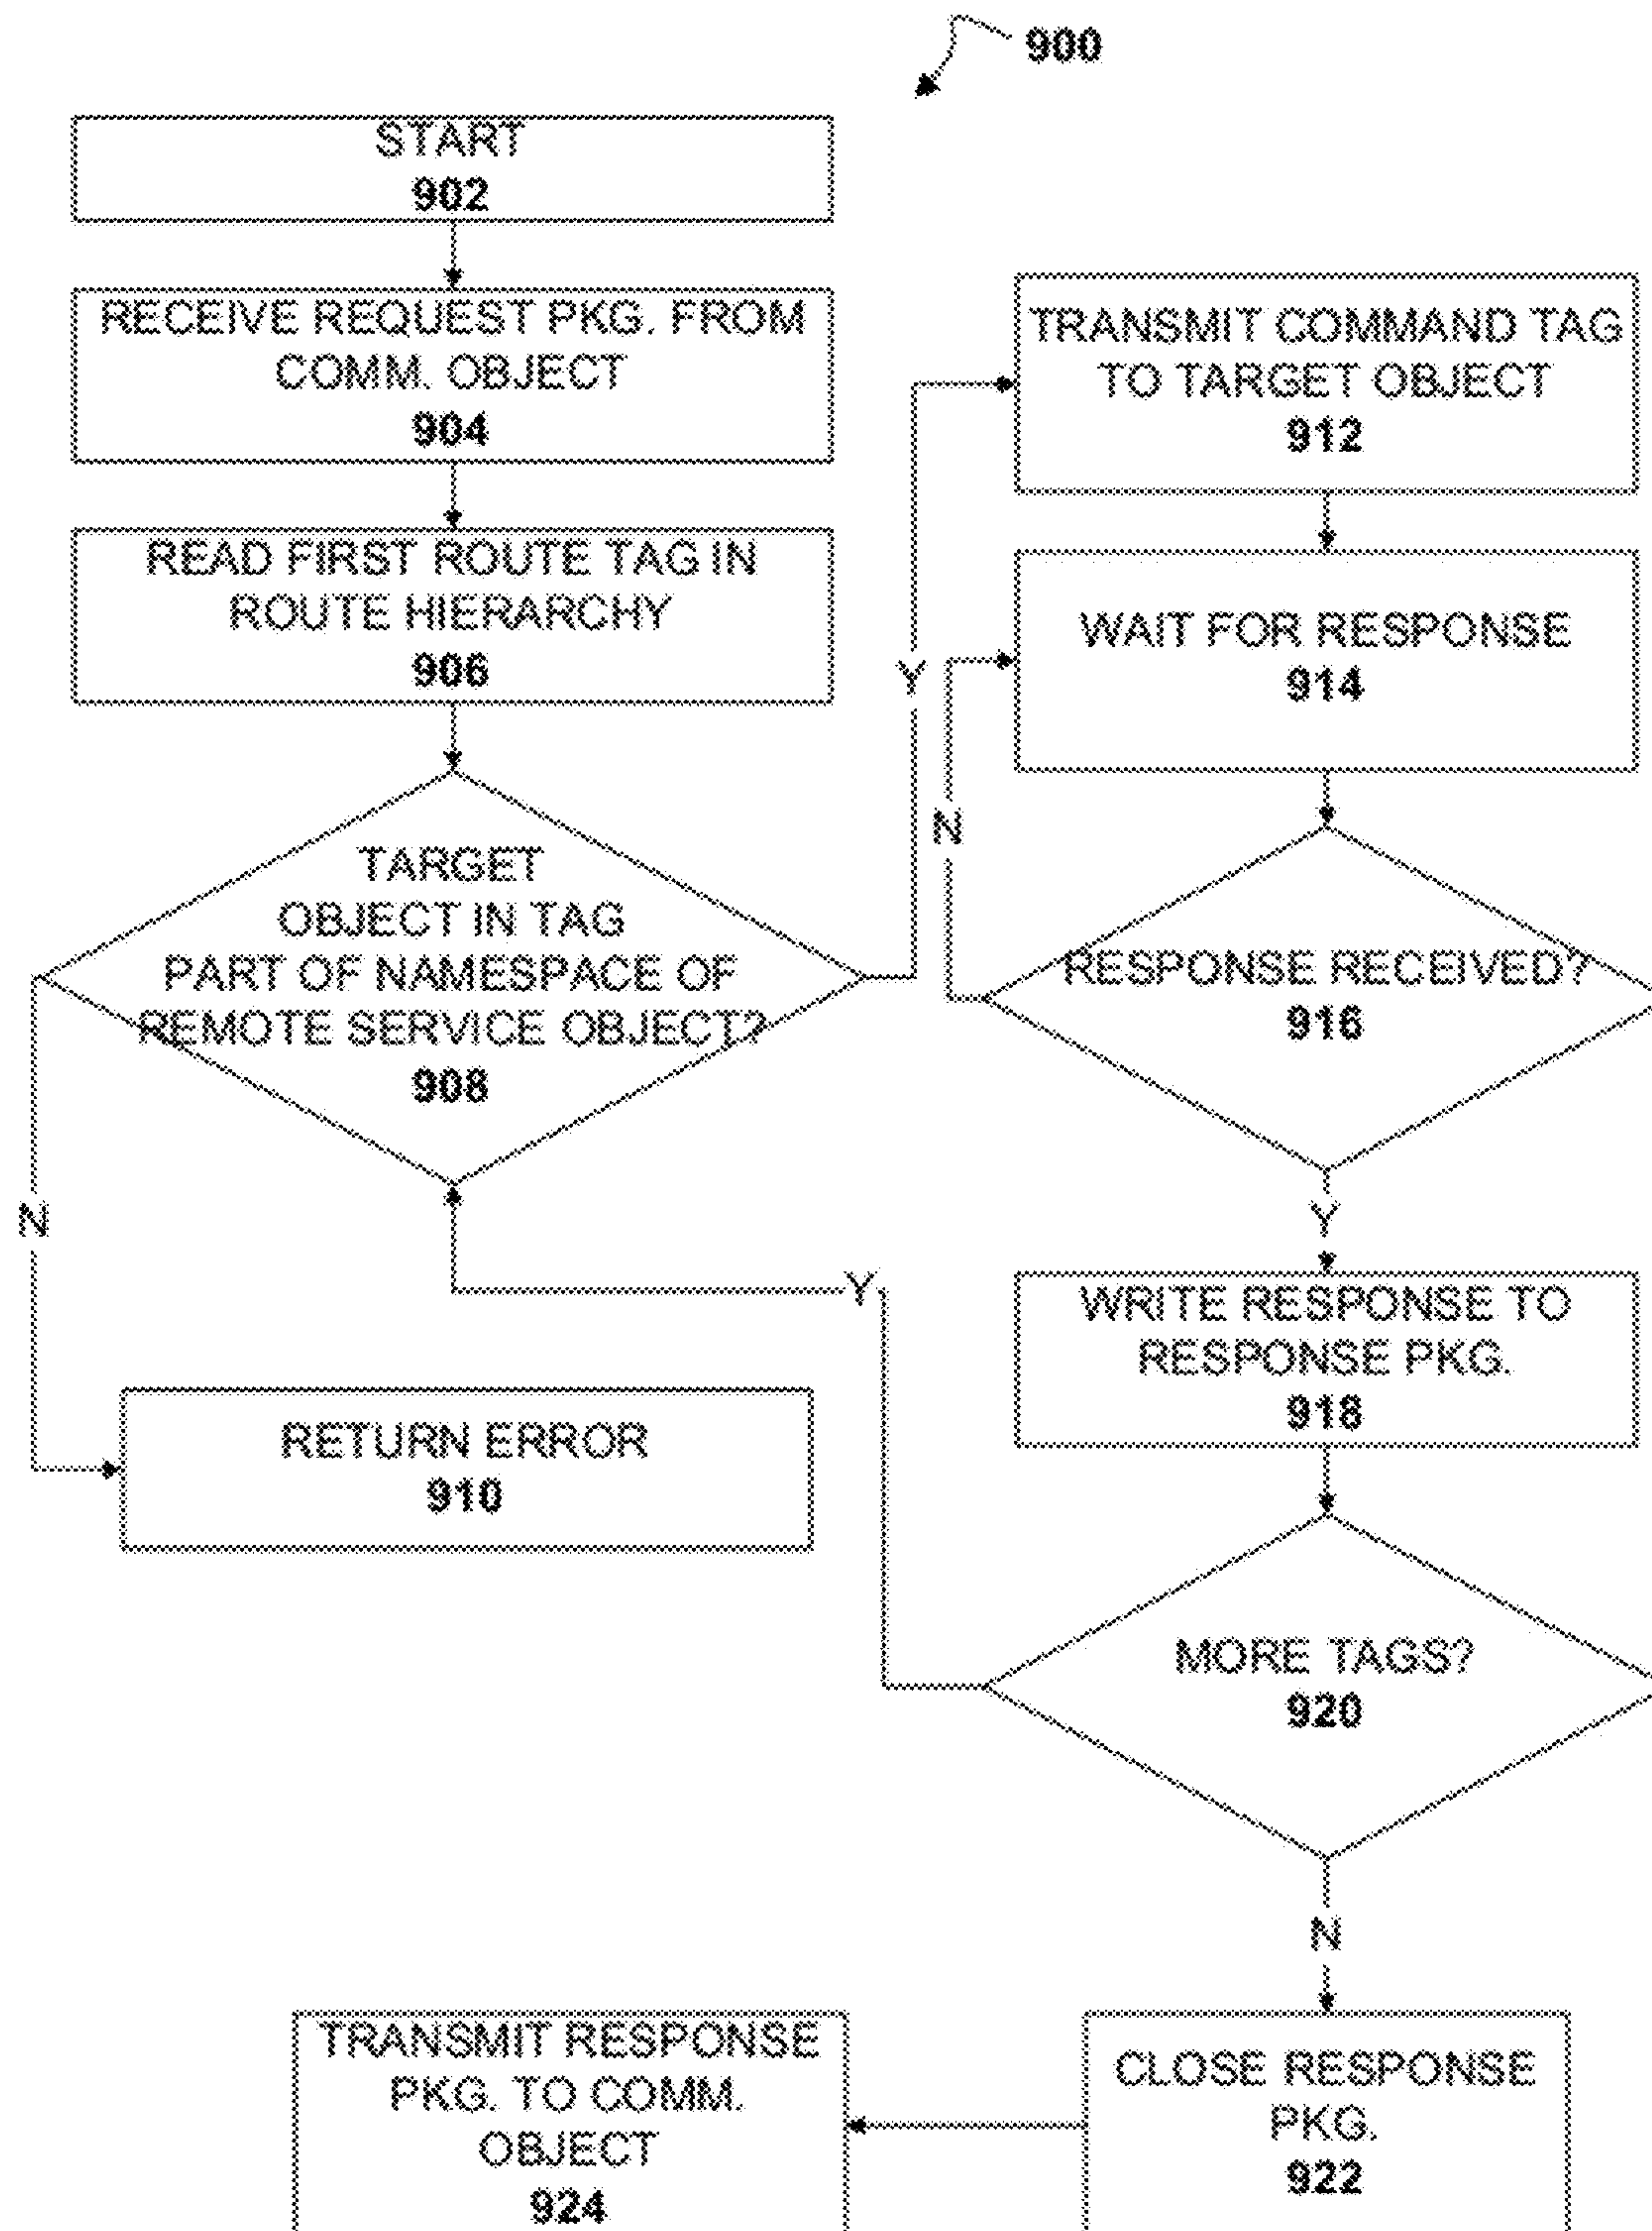 900
START
902
RECEIVE REQUEST PKG. FROM
COMM. OBJECT
904
READ FIRST ROUTE TAG IN
ROUTE HIERARCHY
906
TARGET
OBJECT IN TAG
PART OF NAMESPACE OF
REMOTE SERVICE OBJECT?
908
N
RETURN ERROR
910
Y
TRANSMIT COMMAND TAG
TO TARGET OBJECT
912
WAIT FOR RESPONSE
914
N
RESPONSE RECEIVED?
916
Y
WRITE RESPONSE TO
RESPONSE PKG.
918
Y
MORE TAGS?
920
N
CLOSE RESPONSE
PKG.
922
TRANSMIT RESPONSE
PKG. TO COMM.
OBJECT
924